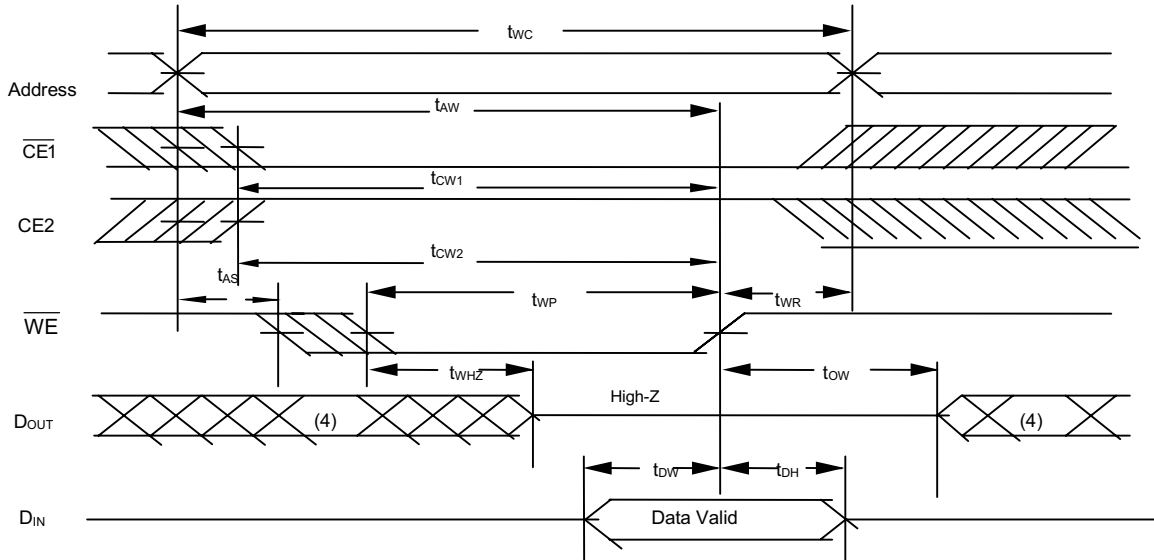 tWC
Address
tAW
CE1
tCW1
CE2
tCW2
tAS
tWP
tWR
WE
tWHZ
tOW
High-Z
DOUT
(4)
(4)
tDW
tDH
DIN
Data Valid